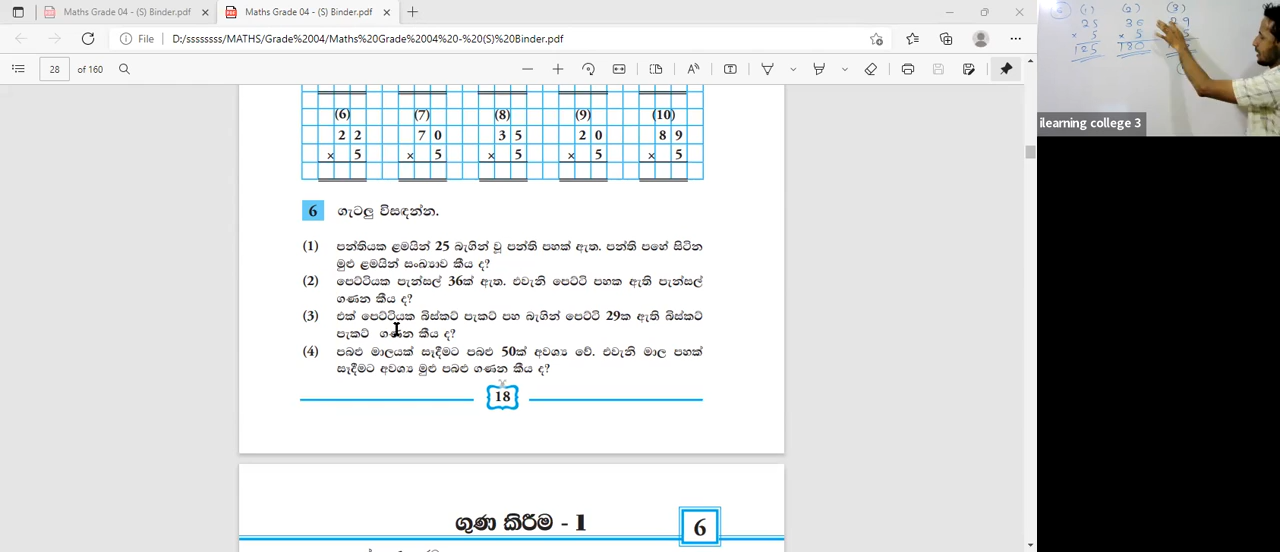 Maths Grade 04 - (S) Binder.pdf
Maths Grade 04 - (S) Binder.pdf
File
D:/ssssssss/MATHS/Grade%2004/Maths%20Grade%2004%20-%20(S)%20Binder.pdf
28 of 160
(6) (7) (8) (9) (10)
2 2 7 0 3 5 2 0 8 9
× 5 × 5 × 5 × 5 × 5
6 ගැටලු විසඳන්න.
(1) පන්තියක ළමයින් 25 බැගින් වූ පන්ති පහක් ඇත. පන්ති පහේ සිටින
මුළු ළමයින් සංඛ්‍යාව කීය ද?
(2) පෙට්ටියක පැන්සල් 36ක් ඇත. එවැනි පෙට්ටි පහක ඇති පැන්සල්
ගණන කීය ද?
(3) එක් පෙට්ටියක බිස්කට් පැකට් පහ බැගින් පෙට්ටි 29ක ඇති බිස්කට්
පැකට් ගණන කීය ද?
(4) පබළු මාලයක් සෑදීමට පබළු 50ක් අවශ්‍ය වේ. එවැනි මාල පහක්
සෑදීමට අවශ්‍ය මුළු පබළු ගණන කීය ද?
18
ගුණ කිරීම - 1
6
(1) (2) (3)
25 36 29
× 5 × 5 5
125 180
ilearning college 3